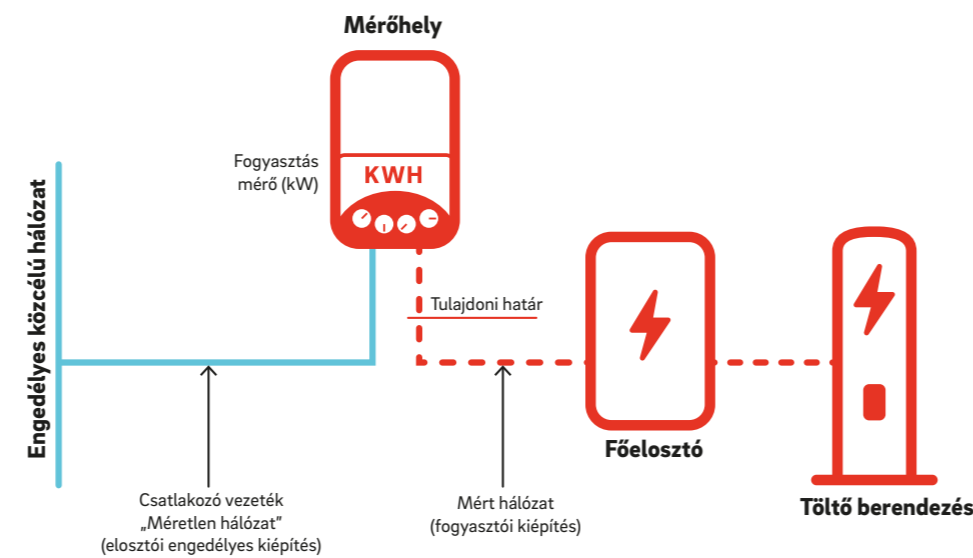 Mérőhely
Fogyasztás
mérő (kW)
KWH
Engedélyes közcélú hálózat
Tulajdoni határ
Főelosztó
Töltő berendezés
Csatlakozó vezeték
„Méretlen hálózat”
(elosztói engedélyes kiépítés)
Mért hálózat
(fogyasztói kiépítés)